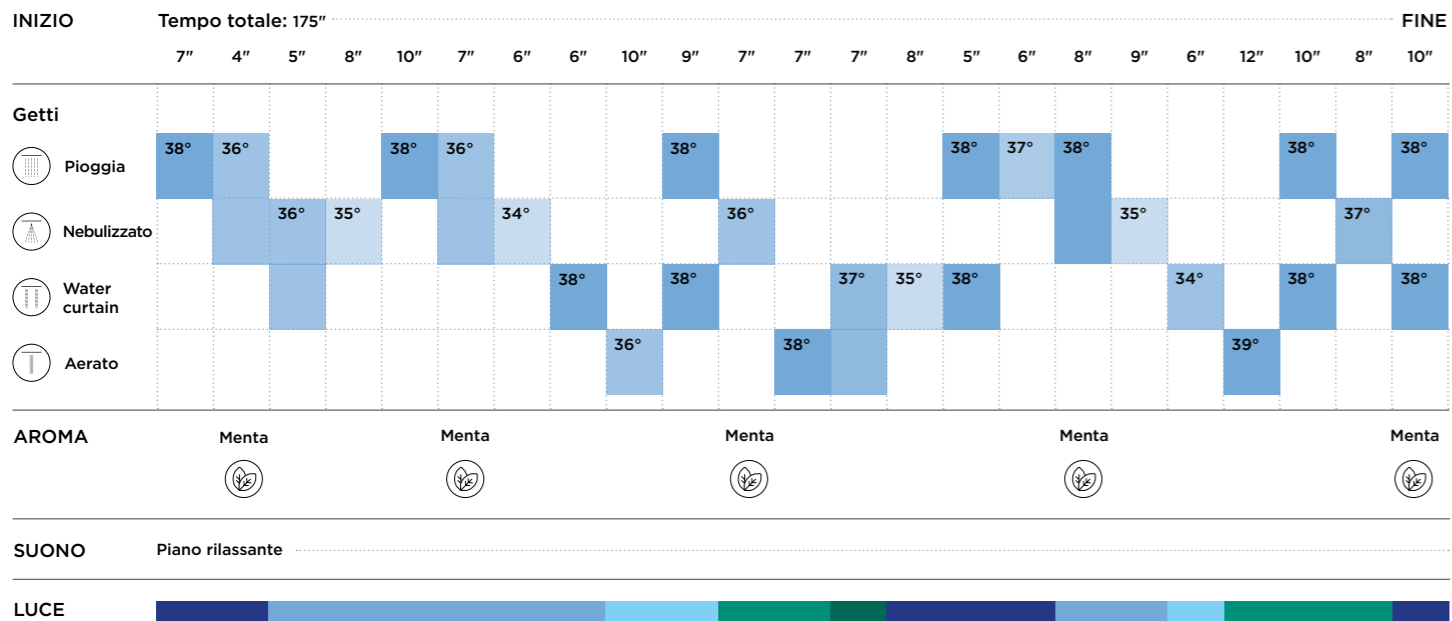 INIZIO Tempo totale: 175" FINE
7" 4" 5" 8" 10" 7" 6" 6" 10" 9" 7" 7" 7" 8" 5" 6" 8" 9" 6" 12" 10" 8" 10"
Getti
Pioggia 38° 36° 38° 36° 38° 38° 37° 38° 38° 38°
Nebulizzato 36° 35° 34° 36° 35° 37°
Water
curtain 38° 38° 37° 35° 38° 34° 38° 38°
Aerato 36° 38° 39°
AROMA Menta Menta Menta Menta Menta
SUONO Piano rilassante
LUCE